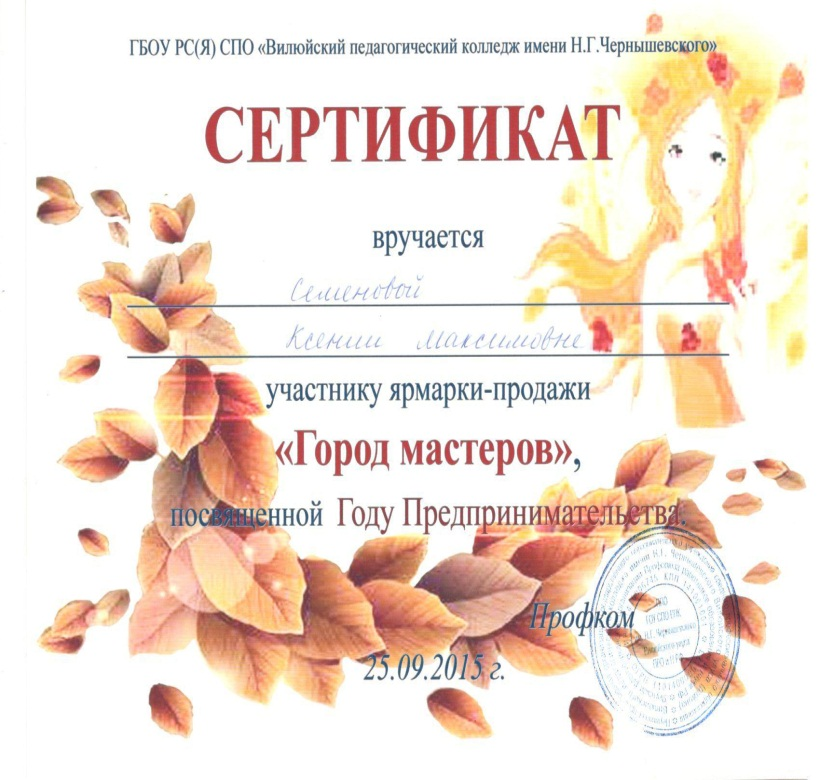 ГБОУ РС(Я) СПО «Вилюйский педагогический колледж имени Н.Г.Чернышевского»
СЕРТИФИКАТ
вручается
Семеновой
Ксении Максимовне
участнику ярмарки-продажи
«Город мастеров»,
посвященной Году Предпринимательства.
Профком
25.09.2015 г.